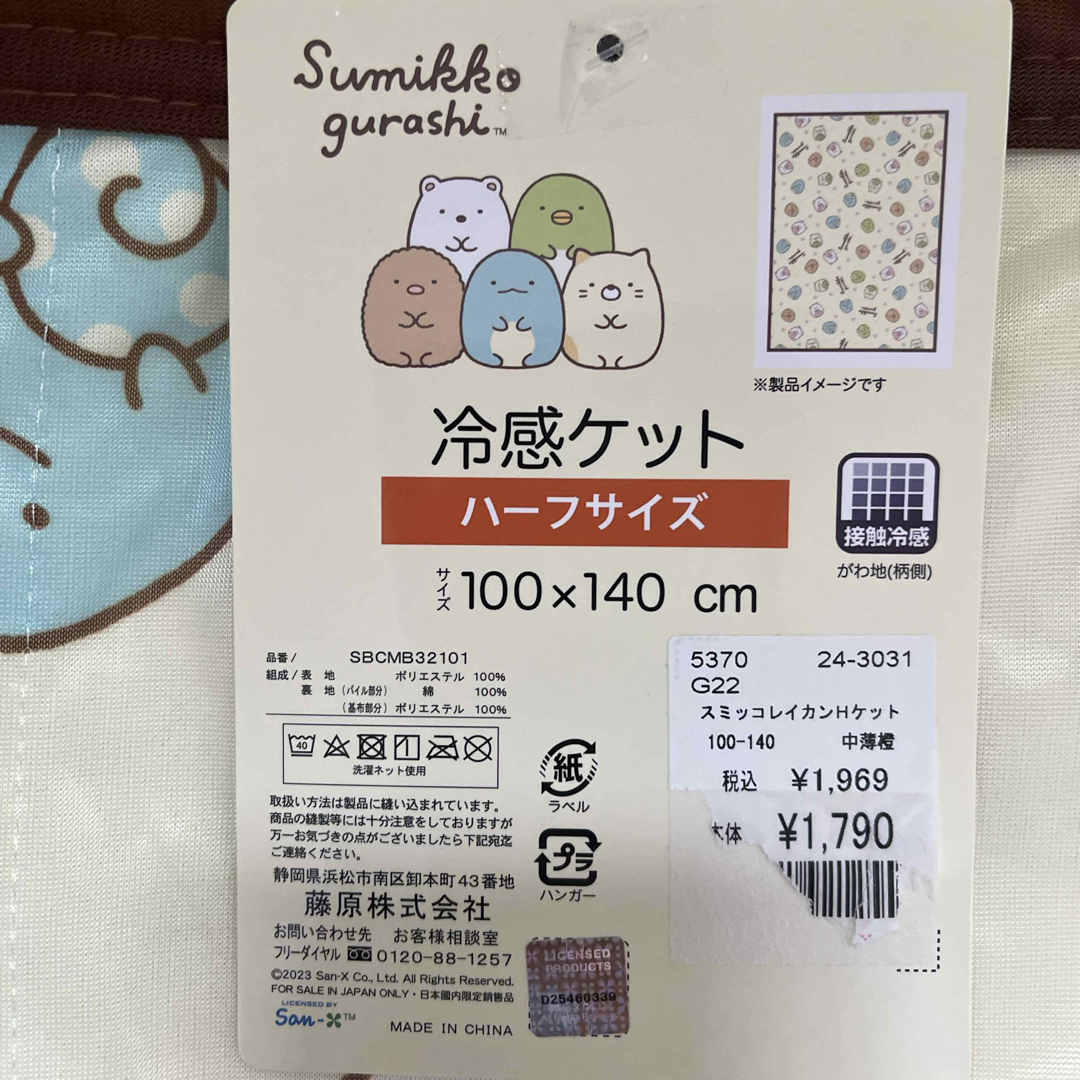 Sumikko
gurashi™
※製品イメージです
冷感ケット
ハーフサイズ
サイズ 100×140 cm
接触冷感
がわ地(柄側)
品番/ SBCMB32101
組成/表 地 ポリエステル 100%
裏 地 (パイル部分) 綿 100%
(基布部分) ポリエステル 100%
40
洗濯ネット使用
取扱い方法は製品に縫い込まれています。
商品の縫製等には十分注意をしておりますが
万一お気づきの点がございましたら下記宛迄
ご連絡ください。
静岡県浜松市南区卸本町43番地
藤原株式会社
お問い合わせ先 お客様相談室
フリーダイヤル 0120-88-1257
©2023 San-X Co., Ltd. All Rights Reserved.
FOR SALE IN JAPAN ONLY・日本國内限定銷售品
LICENSED BY
San-X™
MADE IN CHINA
紙
ラベル
プラ
ハンガー
LICENSED
PRODUCTS
D25460339
5370 24-3031
G22
スミッコレイカンHケット
100-140 中薄橙
税込 ¥1,969
本体 ¥1,790